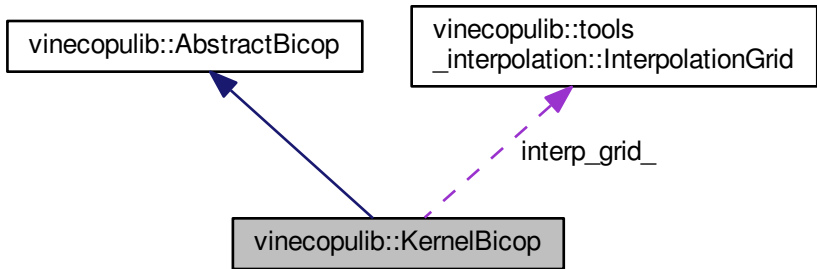 vinecopulib::AbstractBicop
vinecopulib::tools
_interpolation::InterpolationGrid
interp_grid_
vinecopulib::KernelBicop